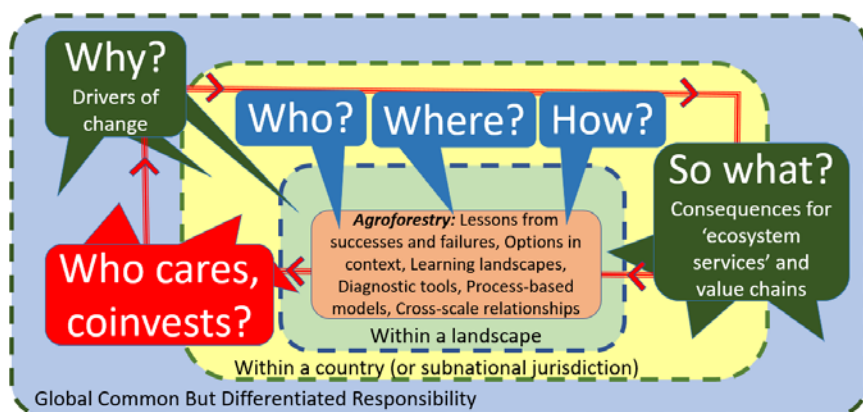 Why?
Drivers of
change
Who?
Where?
How?
So what?
Consequences for
‘ecosystem
services’ and
value chains
Agroforestry: Lessons from
successes and failures, Options in
context, Learning landscapes,
Diagnostic tools, Process-based
models, Cross-scale relationships
Who cares,
coinvests?
Within a landscape
Within a country (or subnational jurisdiction)
Global Common But Differentiated Responsibility